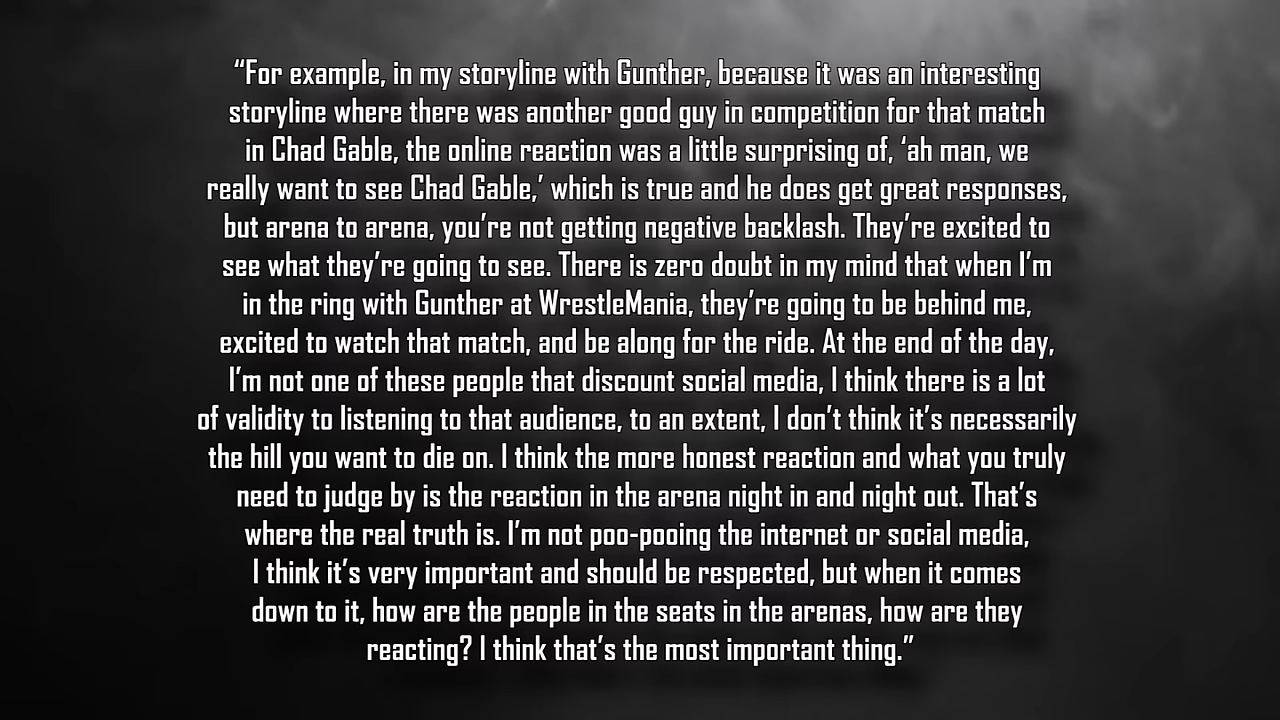 “For example, in my storyline with Gunther, because it was an interesting
storyline where there was another good guy in competition for that match
in Chad Gable, the online reaction was a little surprising of, ‘ah man, we
really want to see Chad Gable,’ which is true and he does get great responses,
but arena to arena, you’re not getting negative backlash. They’re excited to
see what they’re going to see. There is zero doubt in my mind that when I’m
in the ring with Gunther at WrestleMania, they’re going to be behind me,
excited to watch that match, and be along for the ride. At the end of the day,
I’m not one of these people that discount social media, I think there is a lot
of validity to listening to that audience, to an extent, I don’t think it’s necessarily
the hill you want to die on. I think the more honest reaction and what you truly
need to judge by is the reaction in the arena night in and night out. That’s
where the real truth is. I’m not poo-pooing the internet or social media,
I think it’s very important and should be respected, but when it comes
down to it, how are the people in the seats in the arenas, how are they
reacting? I think that’s the most important thing.”